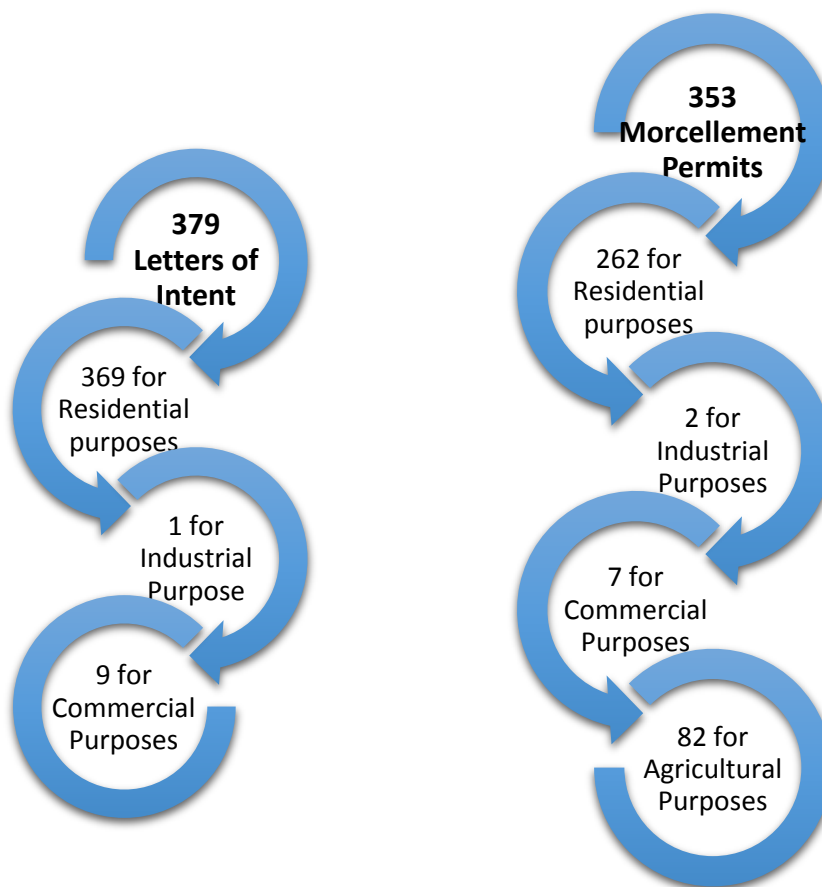 379
Letters of
Intent
369 for
Residential
purposes
1 for
Industrial
Purpose
9 for
Commercial
Purposes
353
Morcellement
Permits
262 for
Residential
purposes
2 for
Industrial
Purposes
7 for
Commercial
Purposes
82 for
Agricultural
Purposes